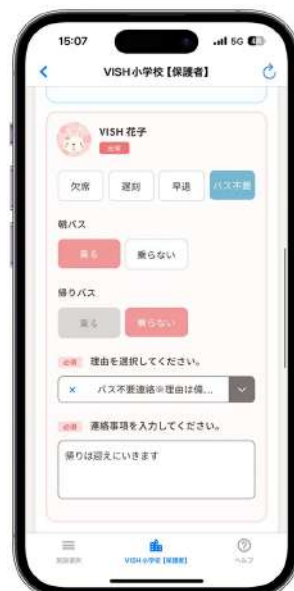 15:07
5G
VISH小学校【保護者】
VISH 花子
欠席
遅刻
早退
バス不要
朝バス
乗る
乗らない
帰りバス
乗る
乗らない
必須 理由を選択してください。
× バス不要連絡※理由は備...
必須 連絡事項を入力してください。
帰りは迎えにいきます
VISH小学校【保護者】
ヘルプ